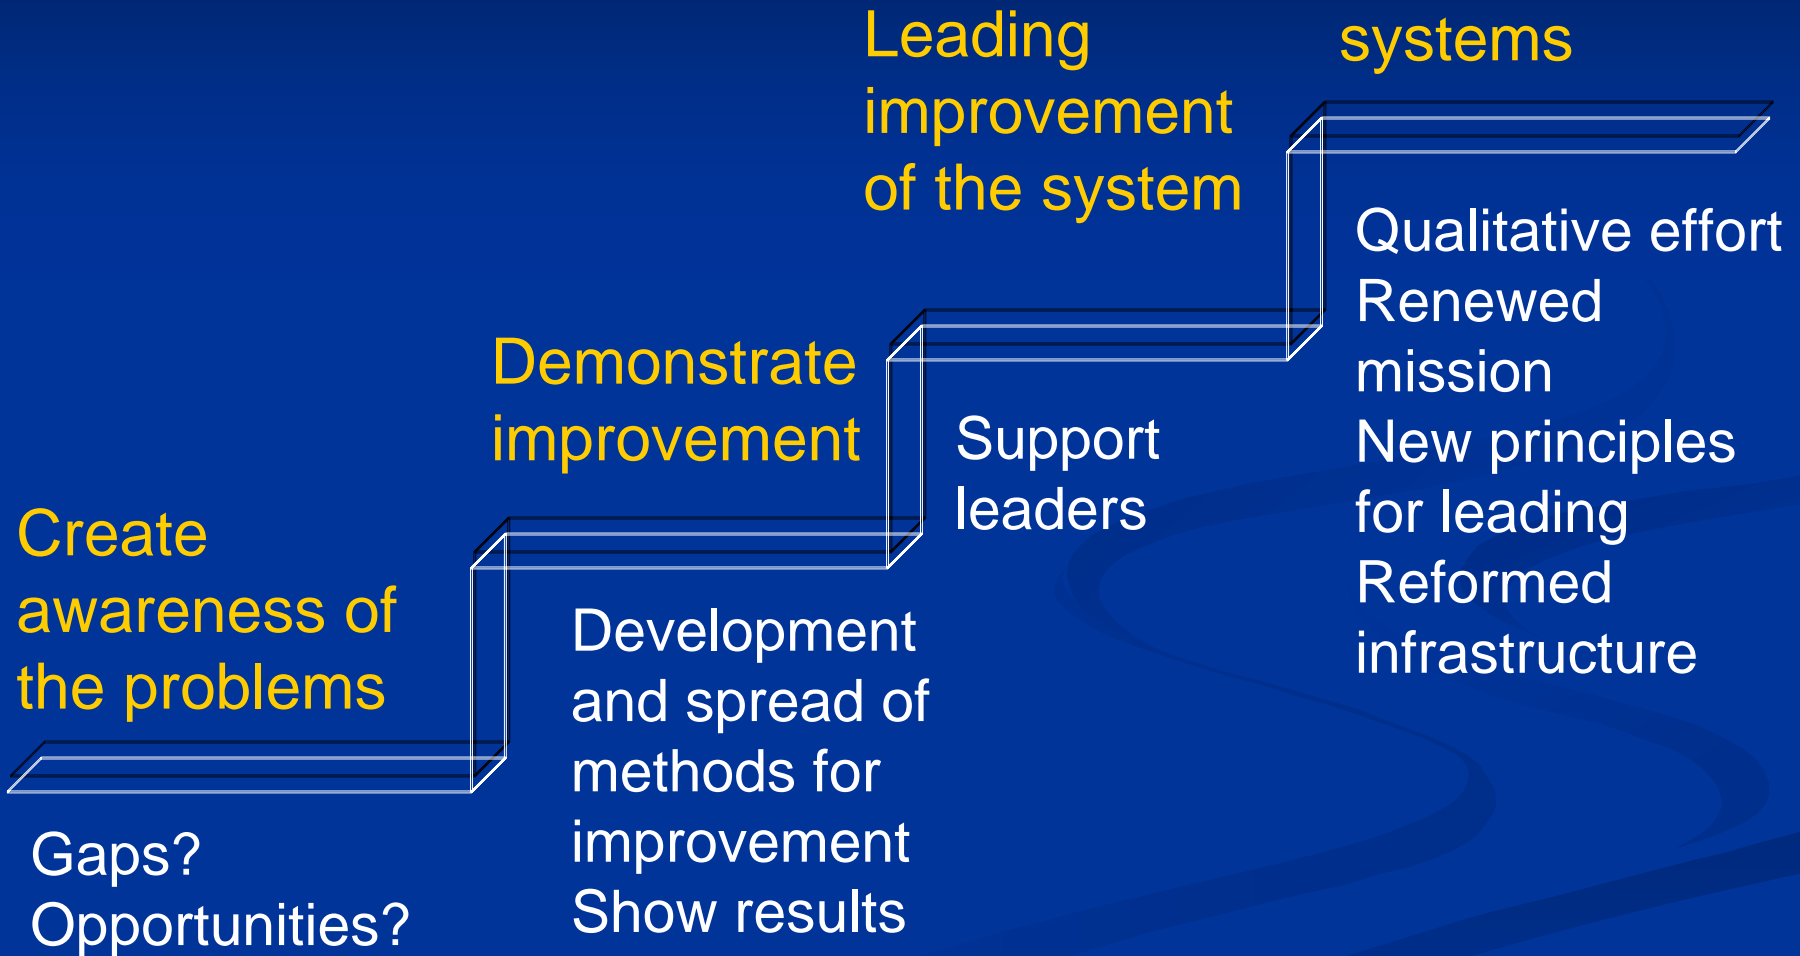 Create
awareness of
the problems
Gaps?
Opportunities?
Demonstrate
improvement
Development
and spread of
methods for
improvement
Show results
Leading
improvement
of the system
Support
leaders
systems
Qualitative effort
Renewed
mission
New principles
for leading
Reformed
infrastructure